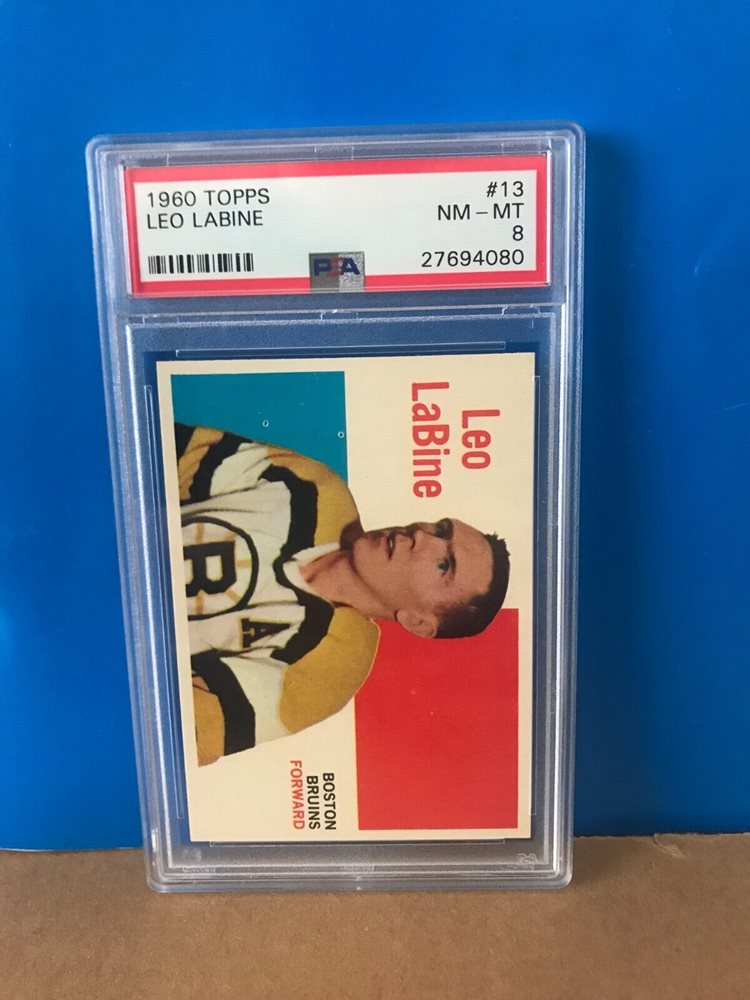 1960 TOPPS
LEO LABINE
#13
NM – MT
8
27694080
PSA
Leo
LaBine
B
A
BOSTON
BRUINS
FORWARD